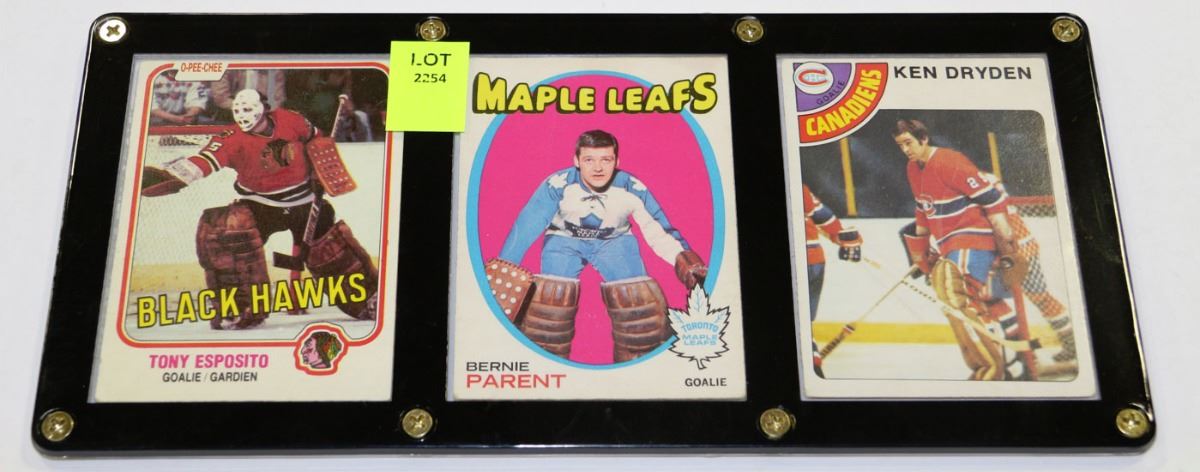 O-PEE-CHEE
BLACK HAWKS
TONY ESPOSITO
GOALIE / GARDIEN
LOT
2254
MAPLE LEAFS
TORONTO
MAPLE
LEAFS
BERNIE
PARENT
GOALIE
GOALIE
CANADIENS
KEN DRYDEN